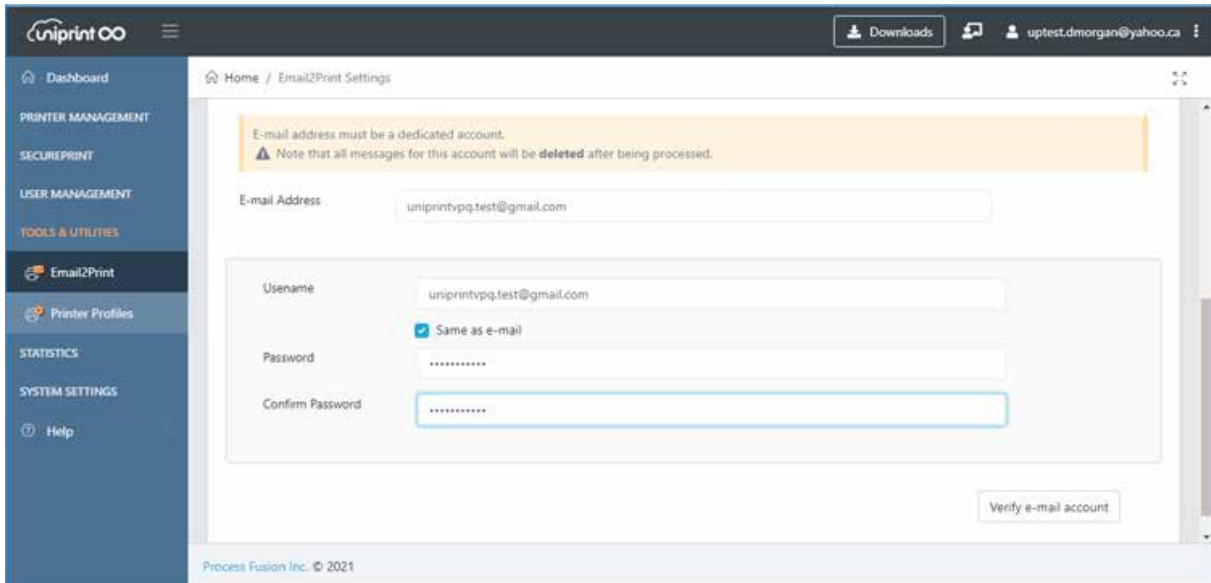 uniprint
Downloads
uptest.dmorgan@yahoo.ca
Dashboard
Home / Email2Print Settings
PRINTER MANAGEMENT
SECUREPRINT
USER MANAGEMENT
TOOLS & UTILITIES
Email2Print
Printer Profiles
STATISTICS
SYSTEM SETTINGS
Help
E-mail address must be a dedicated account.
Note that all messages for this account will be deleted after being processed.
E-mail Address
uniprintvpq.test@gmail.com
Usename
uniprintvpq.test@gmail.com
Same as e-mail
Password
•••••••••••
Confirm Password
•••••••••••
Verify e-mail account
Process Fusion Inc. © 2021